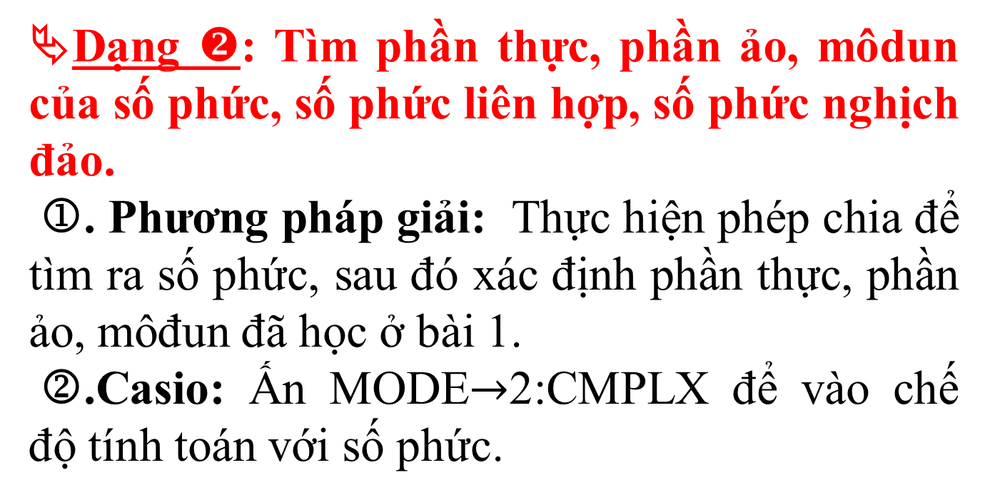 Dạng ❷: Tìm phần thực, phần ảo, môdun
của số phức, số phức liên hợp, số phức nghịch
đảo.
①. Phương pháp giải: Thực hiện phép chia để
tìm ra số phức, sau đó xác định phần thực, phần
ảo, môđun đã học ở bài 1.
②.Casio: Ấn MODE→2:CMPLX để vào chế
độ tính toán với số phức.